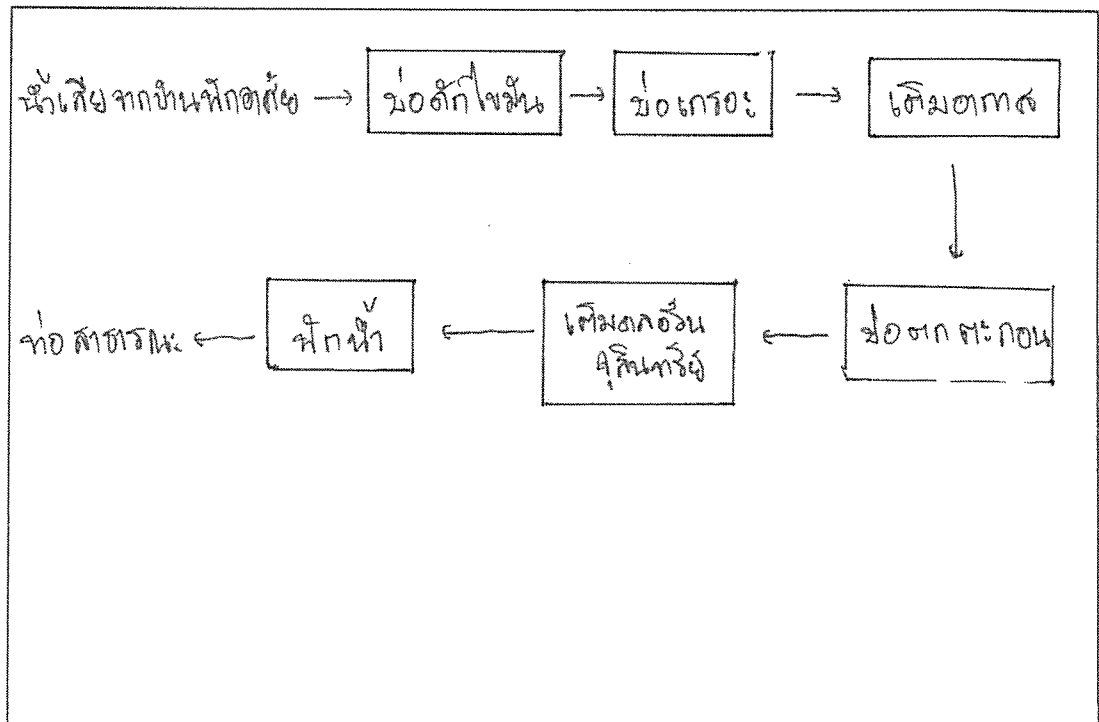 น้ำเสียจากบ้านพักอาศัย → บ่อดักไขมัน → บ่อเกรอะ → เติมอากาศ
ท่อสาธารณะ ← พักน้ำ ← เติมคลอรีน ← บ่อตกตะกอน
จุลินทรีย์